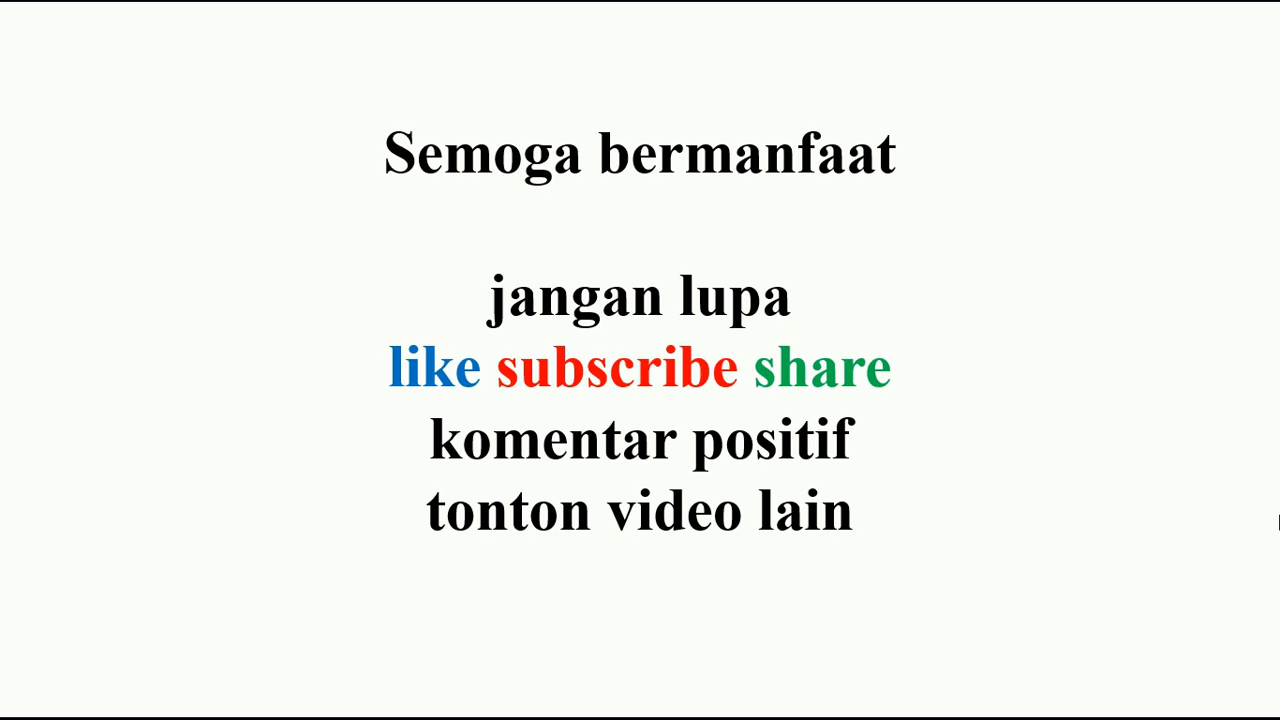 Semoga bermanfaat
jangan lupa
like subscribe share
komentar positif
tonton video lain